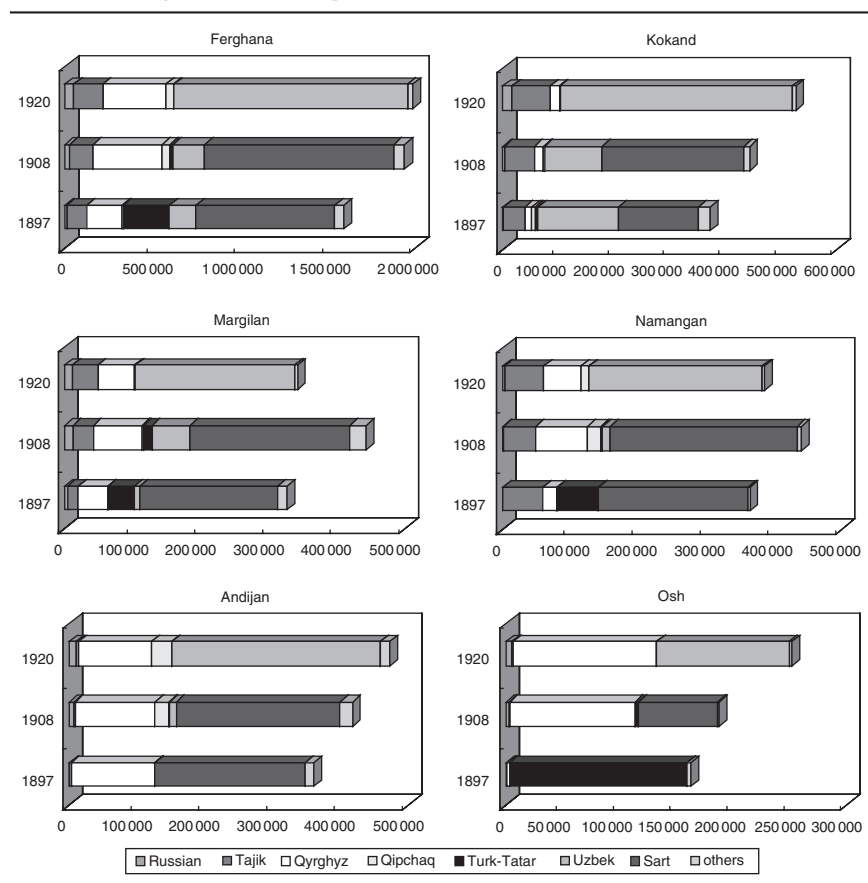 Ferghana
1920
1908
1897
0 500 000 1 000 000 1 500 000 2 000 000
Kokand
1920
1908
1897
0 100 000 200 000 300 000 400 000 500 000 600 000
Margilan
1920
1908
1897
0 100 000 200 000 300 000 400 000 500 000
Namangan
1920
1908
1897
0 100 000 200 000 300 000 400 000 500 000
Andijan
1920
1908
1897
0 100 000 200 000 300 000 400 000 500 000
Osh
1920
1908
1897
0 50 000 100 000 150 000 200 000 250 000 300 000
Russian Tajik Qyrghyz Qipchaq Turk-Tatar Uzbek Sart others